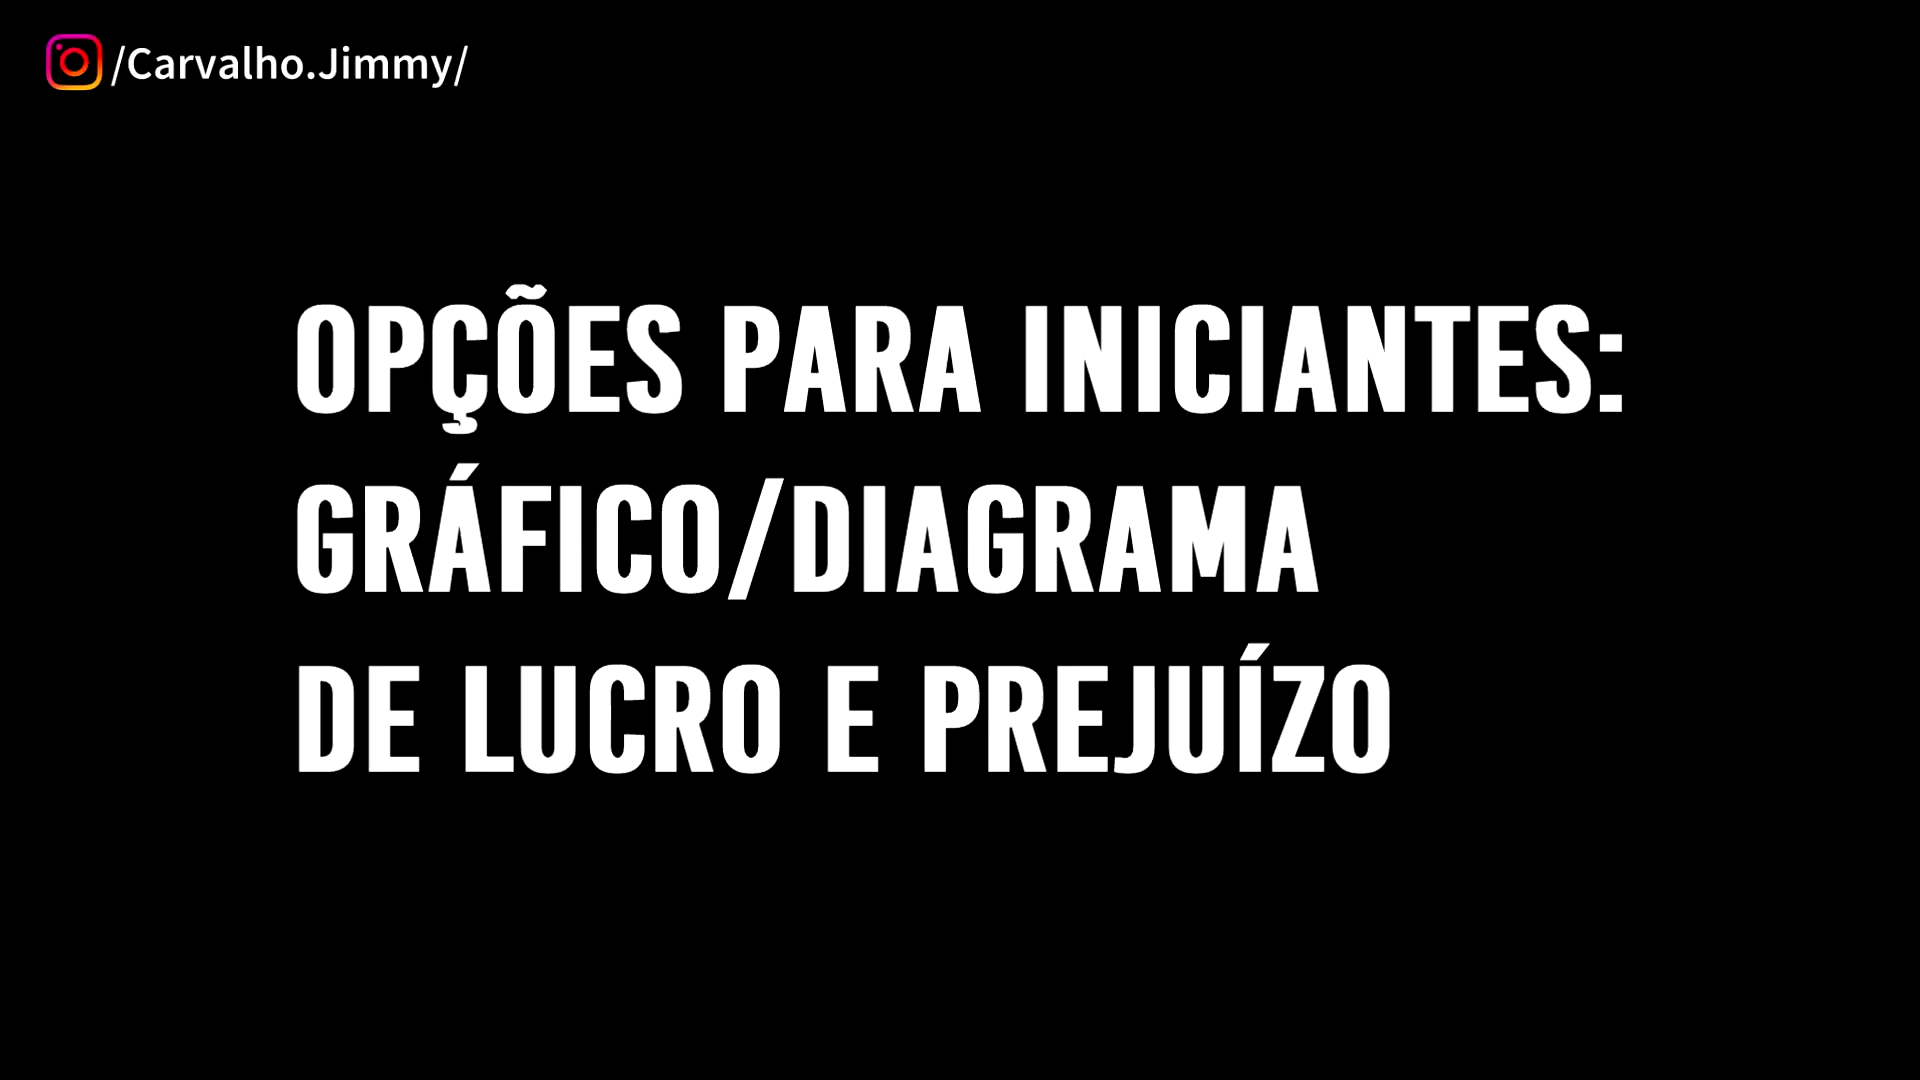 /Carvalho.Jimmy/
OPÇÕES PARA INICIANTES:
GRÁFICO/DIAGRAMA
DE LUCRO E PREJUÍZO